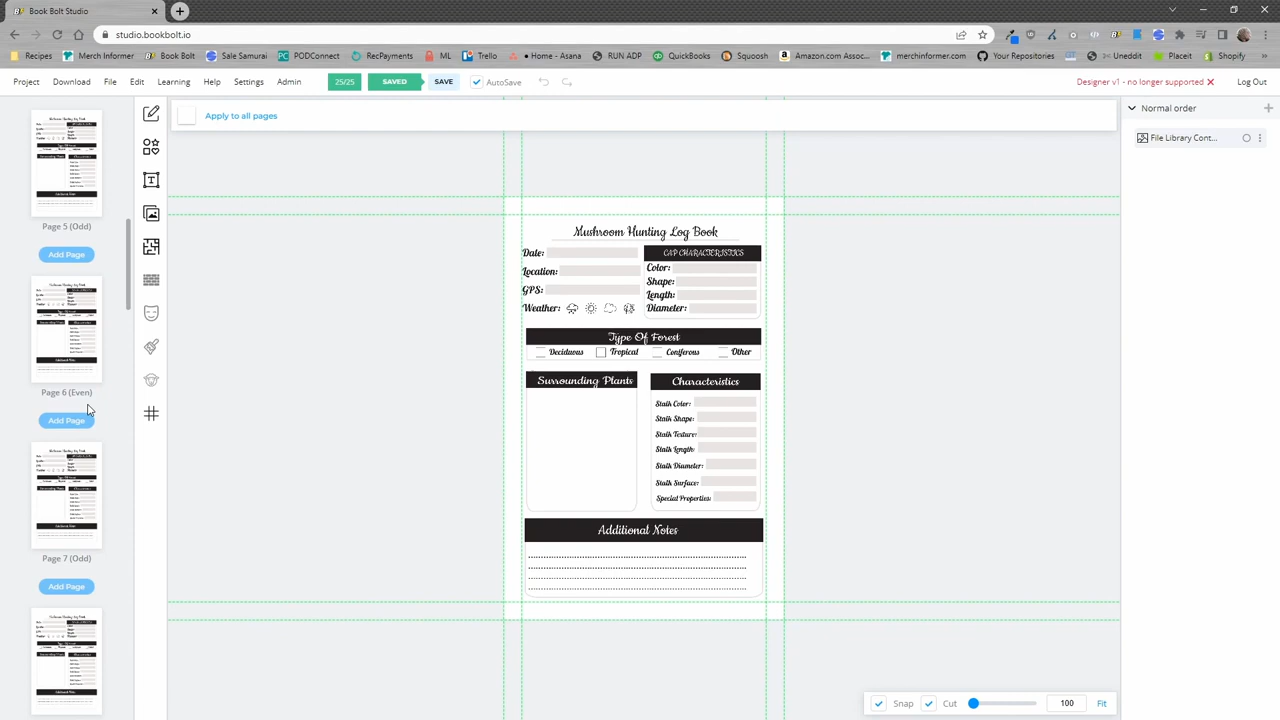 Book Bolt Studio
studio.bookbolt.io
Recipes Merch Informer Book Bolt Sale Samurai PODConnect RePayments ML Trello • Home - Asana RUN ADP QuickBooks Squoosh Amazon.com Assoc... merchinformer.com Your Repositories Uneddit Placeit Shopify
Project Download File Edit Learning Help Settings Admin 25/25 SAVED SAVE AutoSave Designer v1 - no longer supported Log Out
Apply to all pages
Normal order
File Library Cont...
Page 5 (Odd)
Add Page
Page 6 (Even)
Add Page
Page 7 (Odd)
Add Page
Mushroom Hunting Log Book
Date:
Location:
GPS:
Weather:
CAP CHARACTERISTICS
Color:
Shape:
Length:
Diameter:
Type Of Forest
Deciduous Tropical Coniferous Other
Surrounding Plants
Characteristics
Stalk Color:
Stalk Shape:
Stalk Texture:
Stalk Length:
Stalk Diameter:
Stalk Surface:
Special Properties:
Additional Notes
Snap Cut 100 Fit